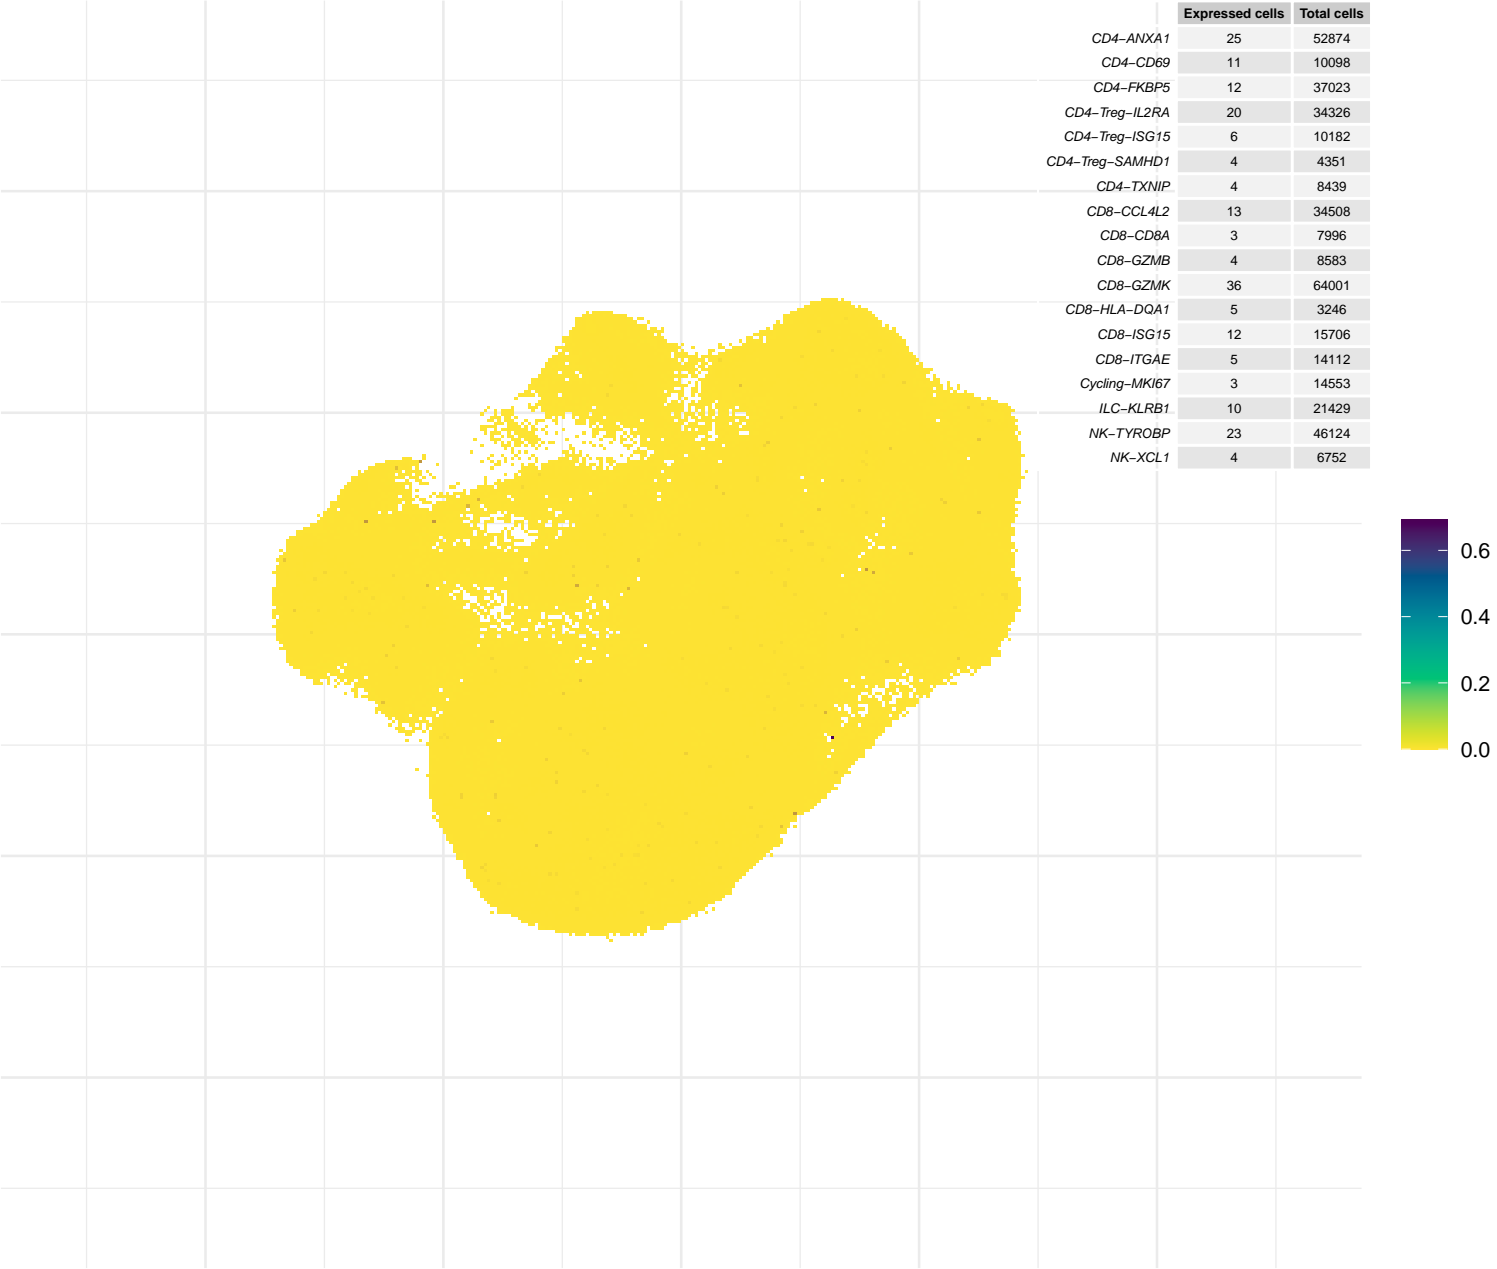 Expressed cells Total cells
CD4−ANXA1 25 52874
CD4−CD69 11 10098
CD4−FKBP5 12 37023
CD4−Treg−IL2RA 20 34326
CD4−Treg−ISG15 6 10182
CD4−Treg−SAMHD1 4 4351
CD4−TXNIP 4 8439
CD8−CCL4L2 13 34508
CD8−CD8A 3 7996
CD8−GZMB 4 8583
CD8−GZMK 36 64001
CD8−HLA−DQA1 5 3246
CD8−ISG15 12 15706
CD8−ITGAE 5 14112
Cycling−MKI67 3 14553
ILC−KLRB1 10 21429
NK−TYROBP 23 46124
NK−XCL1 4 6752
0.6
0.4
0.2
0.0